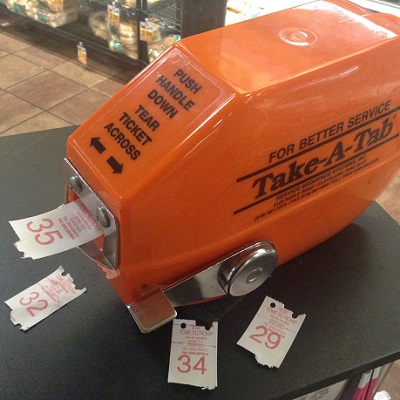 PUSH
HANDLE
DOWN
TEAR
TICKET
ACROSS
FOR BETTER SERVICE
Take-A-Tab
35
32
34
29